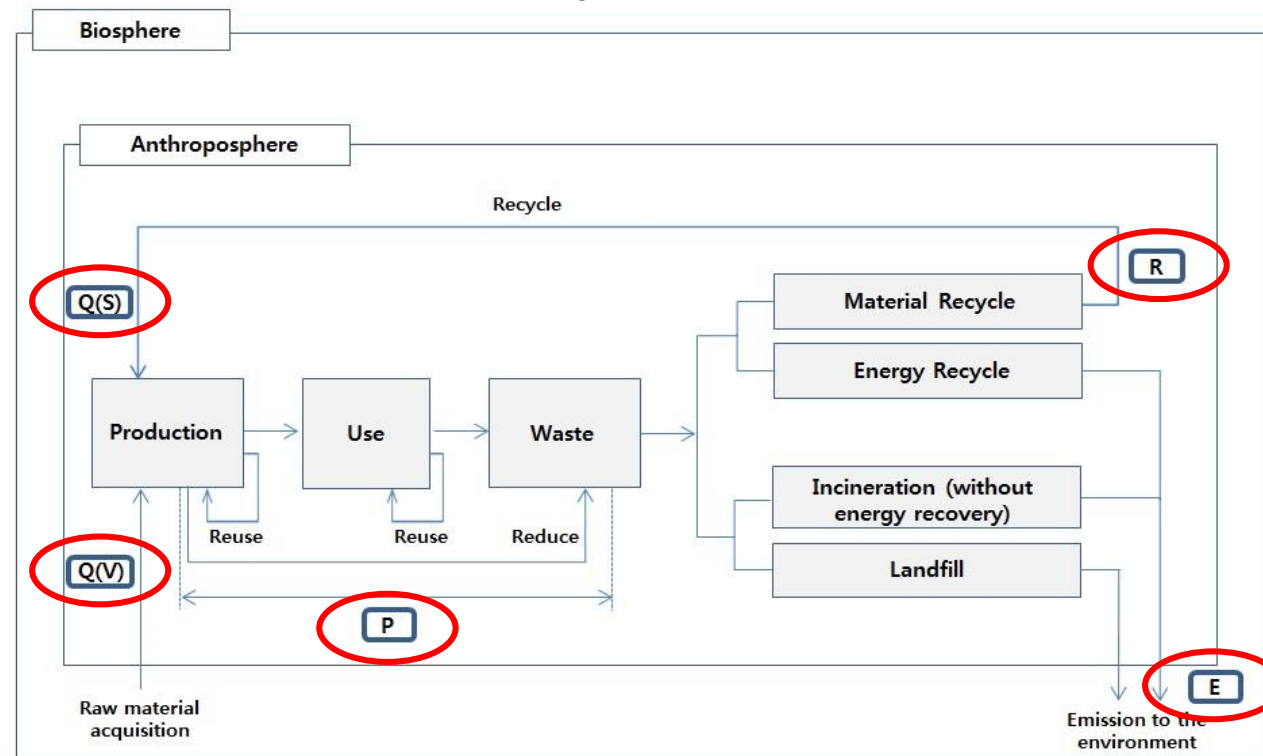 Biosphere
Anthroposphere
Recycle
R
Q(S)
Material Recycle
Energy Recycle
Production
Use
Waste
Incineration (without
energy recovery)
Reuse
Reuse
Reduce
Q(V)
Landfill
P
E
Raw material
acquisition
Emission to the
environment